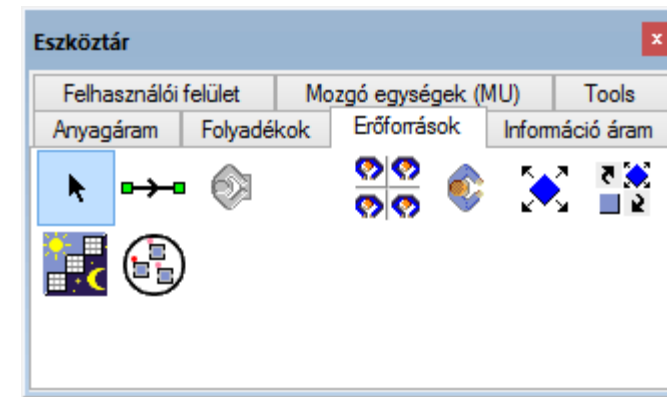 Eszköztár
x
Felhasználói felület Mozgó egységek (MU) Tools
Anyagáram Folyadékok Erőforrások Információ áram